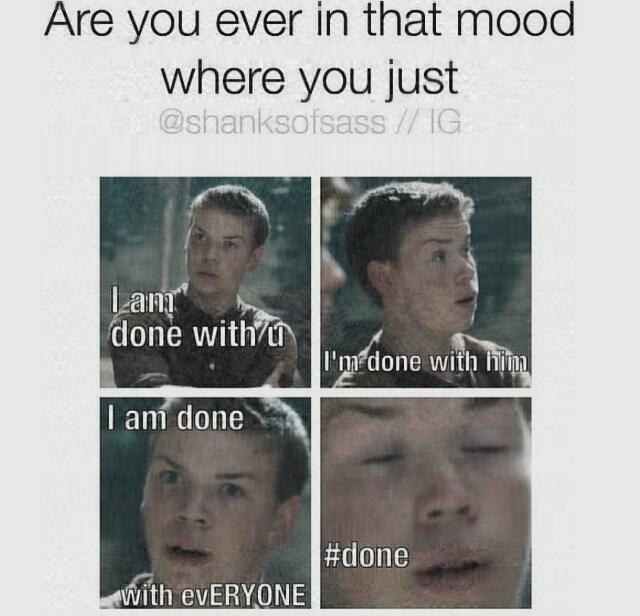 Are you ever in that mood
where you just
@shanksofsass // IG
I am
done with u
I'm done with him
I am done
with evERYONE
#done